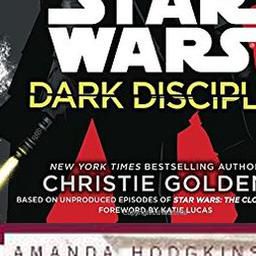 STAR
WARS
DARK DISCIPL
NEW YORK TIMES BESTSELLING AUTHO
CHRISTIE GOLDEN
BASED ON UNPRODUCED EPISODES OF STAR WARS: THE CLO
FOREWORD BY KATIE LUCAS
AMANDA HODGKINS